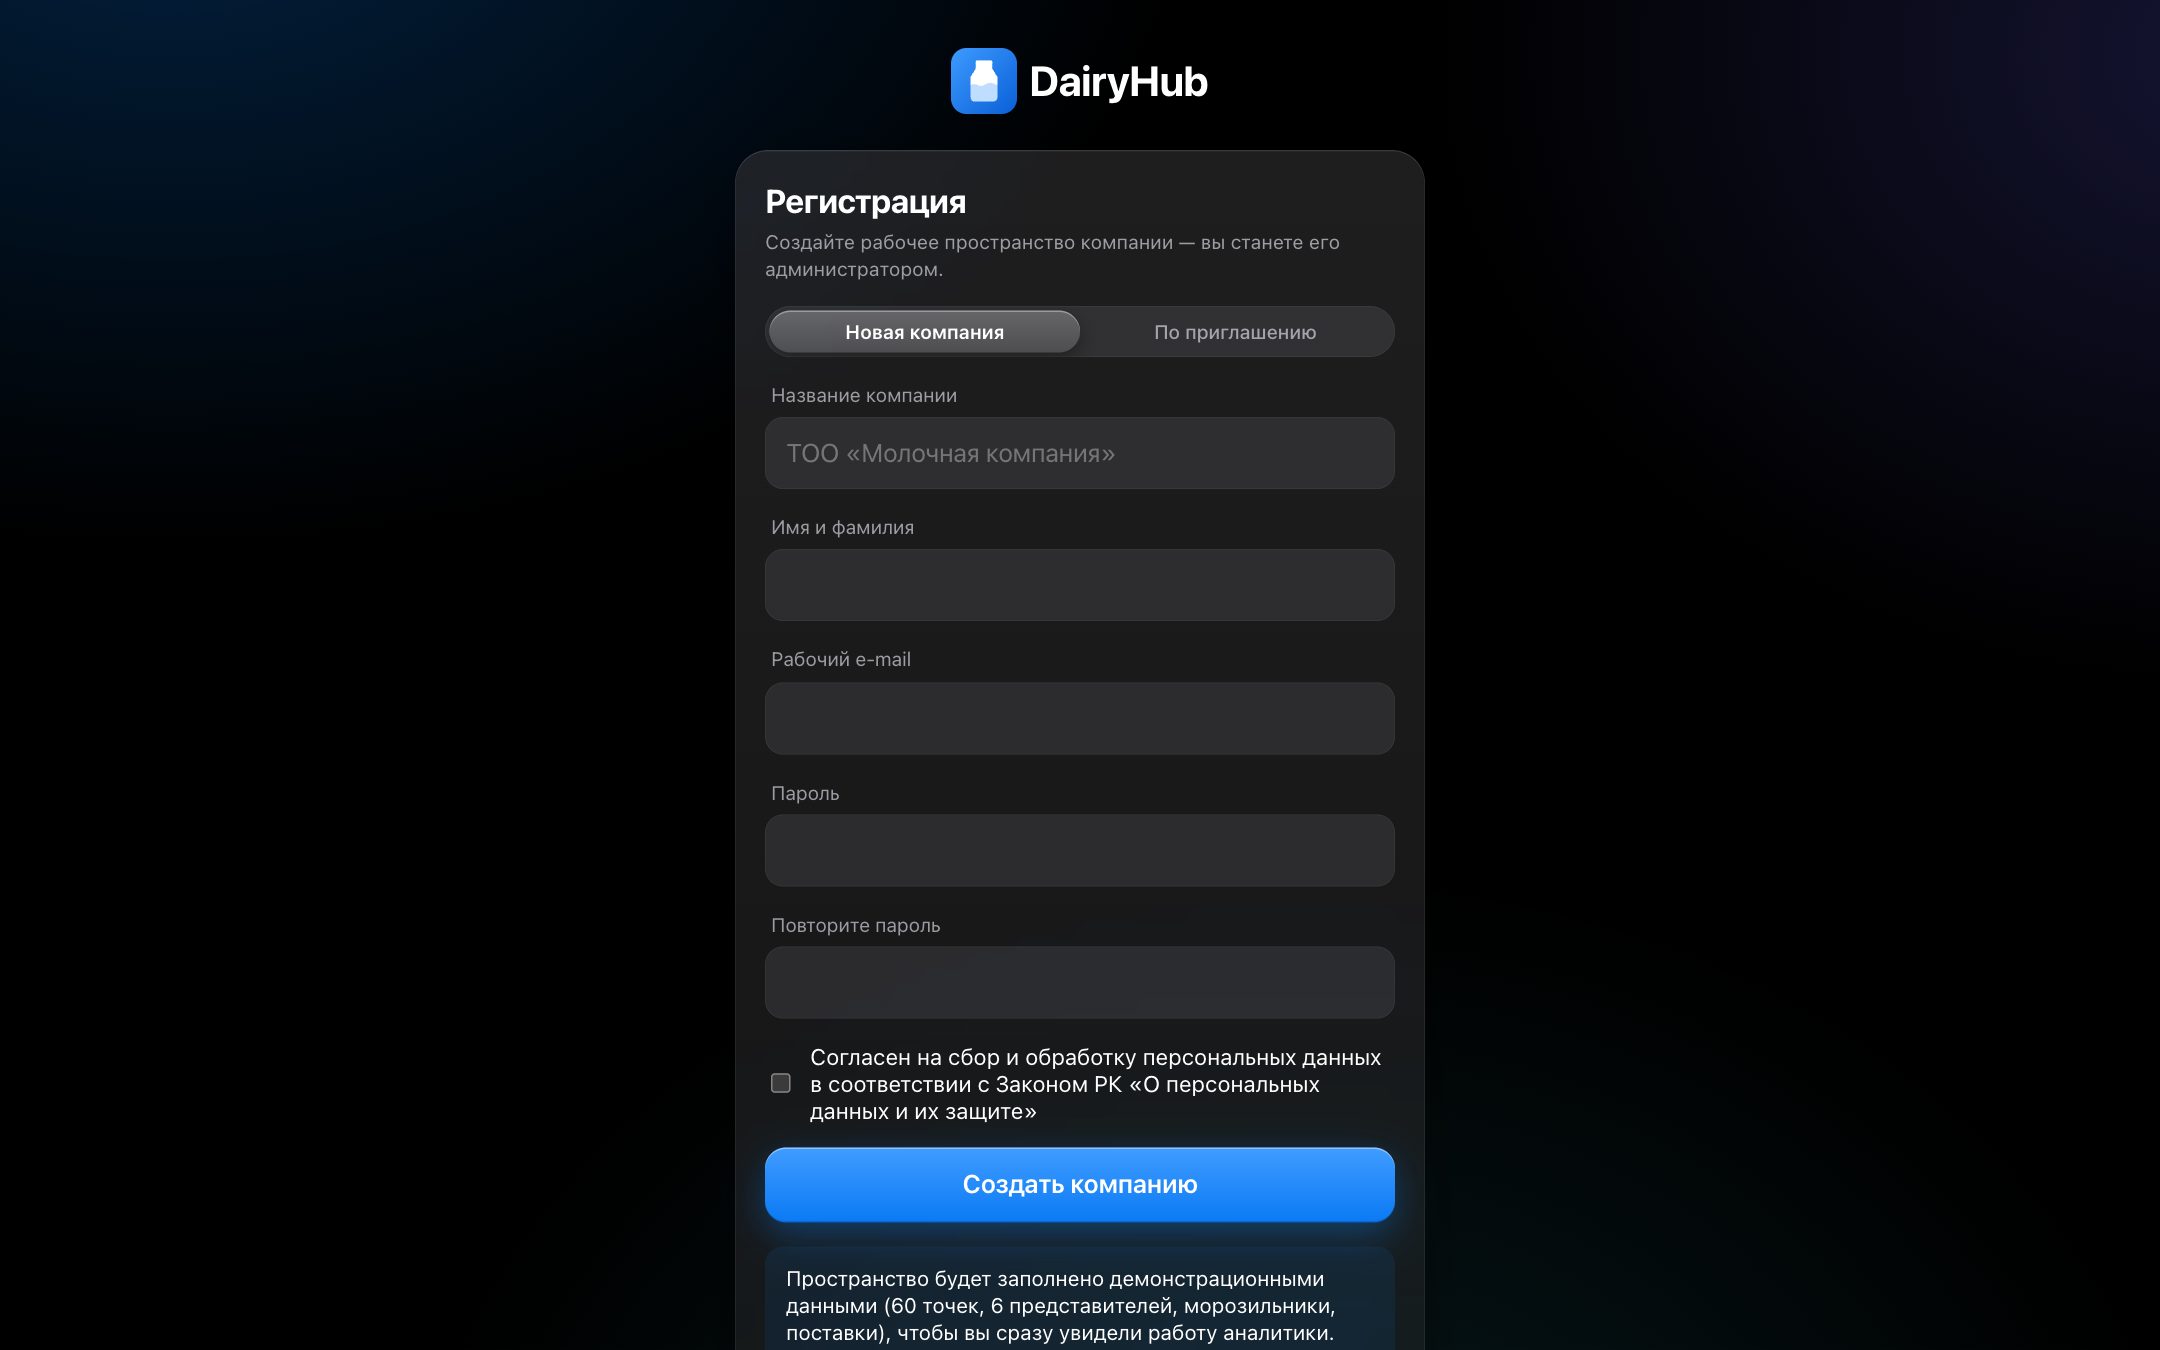 DairyHub
Регистрация
Создайте рабочее пространство компании — вы станете его
администратором.
Новая компания
По приглашению
Название компании
ТОО «Молочная компания»
Имя и фамилия
Рабочий e-mail
Пароль
Повторите пароль
Согласен на сбор и обработку персональных данных
в соответствии с Законом РК «О персональных
данных и их защите»
Создать компанию
Пространство будет заполнено демонстрационными
данными (60 точек, 6 представителей, морозильники,
поставки), чтобы вы сразу увидели работу аналитики.